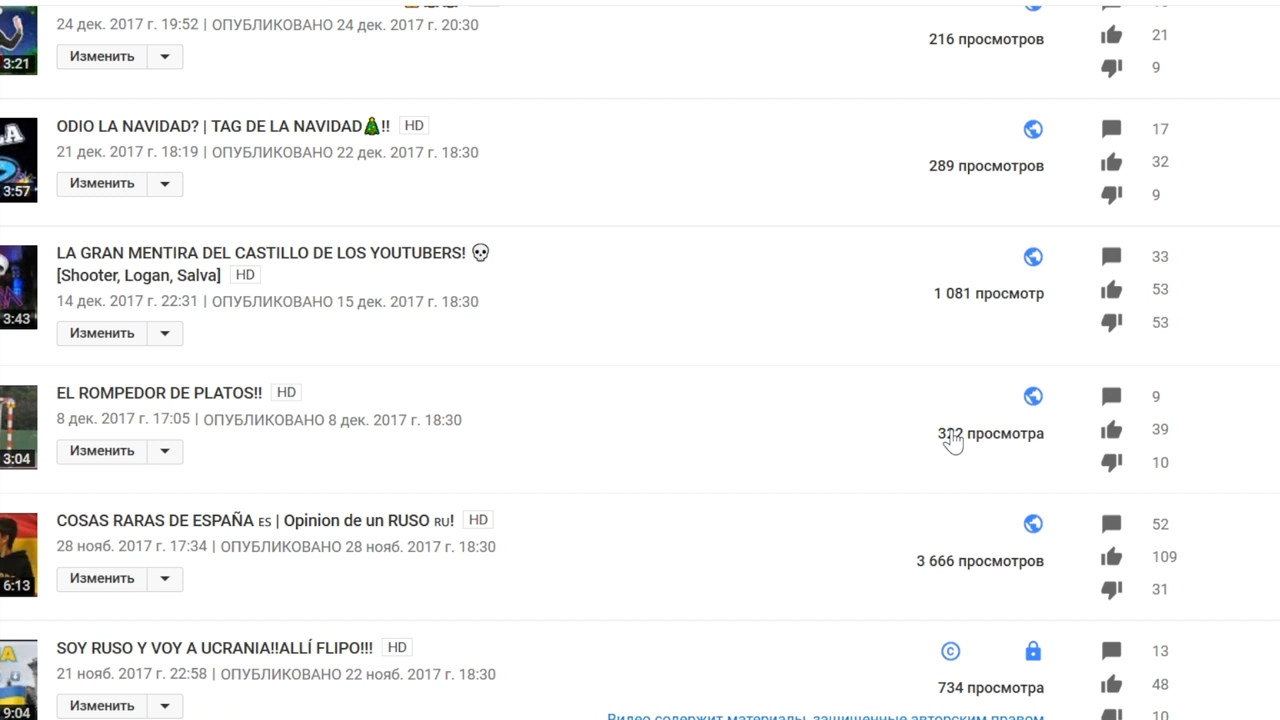 24 дек. 2017 г. 19:52 | ОПУБЛИКОВАНО 24 дек. 2017 г. 20:30
216 просмотров
21
3:21
Изменить
9
ODIO LA NAVIDAD? | TAG DE LA NAVIDAD🎄!! HD
17
21 дек. 2017 г. 18:19 | ОПУБЛИКОВАНО 22 дек. 2017 г. 18:30
289 просмотров
32
3:57
Изменить
9
LA GRAN MENTIRA DEL CASTILLO DE LOS YOUTUBERS! 💀
33
[Shooter, Logan, Salva] HD
14 дек. 2017 г. 22:31 | ОПУБЛИКОВАНО 15 дек. 2017 г. 18:30
1 081 просмотр
53
3:43
Изменить
53
EL ROMPEDOR DE PLATOS!! HD
9
8 дек. 2017 г. 17:05 | ОПУБЛИКОВАНО 8 дек. 2017 г. 18:30
просмотра
39
3:04
Изменить
10
COSAS RARAS DE ESPAÑA ES | Opinion de un RUSO RU! HD
52
28 нояб. 2017 г. 17:34 | ОПУБЛИКОВАНО 28 нояб. 2017 г. 18:30
3 666 просмотров
109
6:13
Изменить
31
SOY RUSO Y VOY A UCRANIA!!ALLÍ FLIPO!!! HD
13
21 нояб. 2017 г. 22:58 | ОПУБЛИКОВАНО 22 нояб. 2017 г. 18:30
734 просмотра
48
9:04
Изменить
10
Видео содержит материалы, защищенные авторским правом